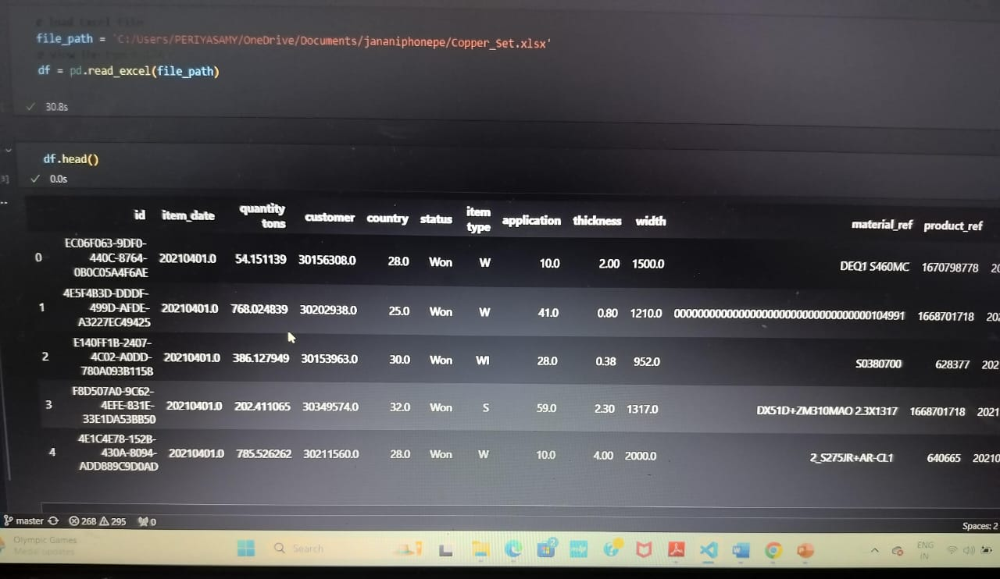 # load Excel file
file_path = 'C:/Users/PERIYASAMY/OneDrive/Documents/jananiphonepe/Copper_Set.xlsx'
df = pd.read_excel(file_path)
30.8s
df.head()
3]
0.0s
id item_date quantity tons customer country status item type application thickness width material_ref product_ref
0 EC06F063-9DF0-440C-8764-0B0C05A4F6AE 20210401.0 54.151139 30156308.0 28.0 Won W 10.0 2.00 1500.0 DEQ1 S460MC 1670798778 20
1 4E5F4B3D-DDDF-499D-AFDE-A3227EC49425 20210401.0 768.024839 30202938.0 25.0 Won W 41.0 0.80 1210.0 0000000000000000000000000000000000104991 1668701718 202
2 E140FF1B-2407-4C02-A0DD-780A093B1158 20210401.0 386.127949 30153963.0 30.0 Won WI 28.0 0.38 952.0 S0380700 628377 202
3 F8D507A0-9C62-4EFE-831E-33E1DA53BB50 20210401.0 202.411065 30349574.0 32.0 Won S 59.0 2.30 1317.0 DX51D+ZM310MAO 2.3X1317 1668701718 2021
4 4E1C4E78-152B-430A-8094-ADD889C9D0AD 20210401.0 785.526262 30211560.0 28.0 Won W 10.0 4.00 2000.0 2_S275JR+AR-CL1 640665 20210
master 268 295 0
Spaces: 2
Olympic Games
Medal updates
Search
2
ENG
IN